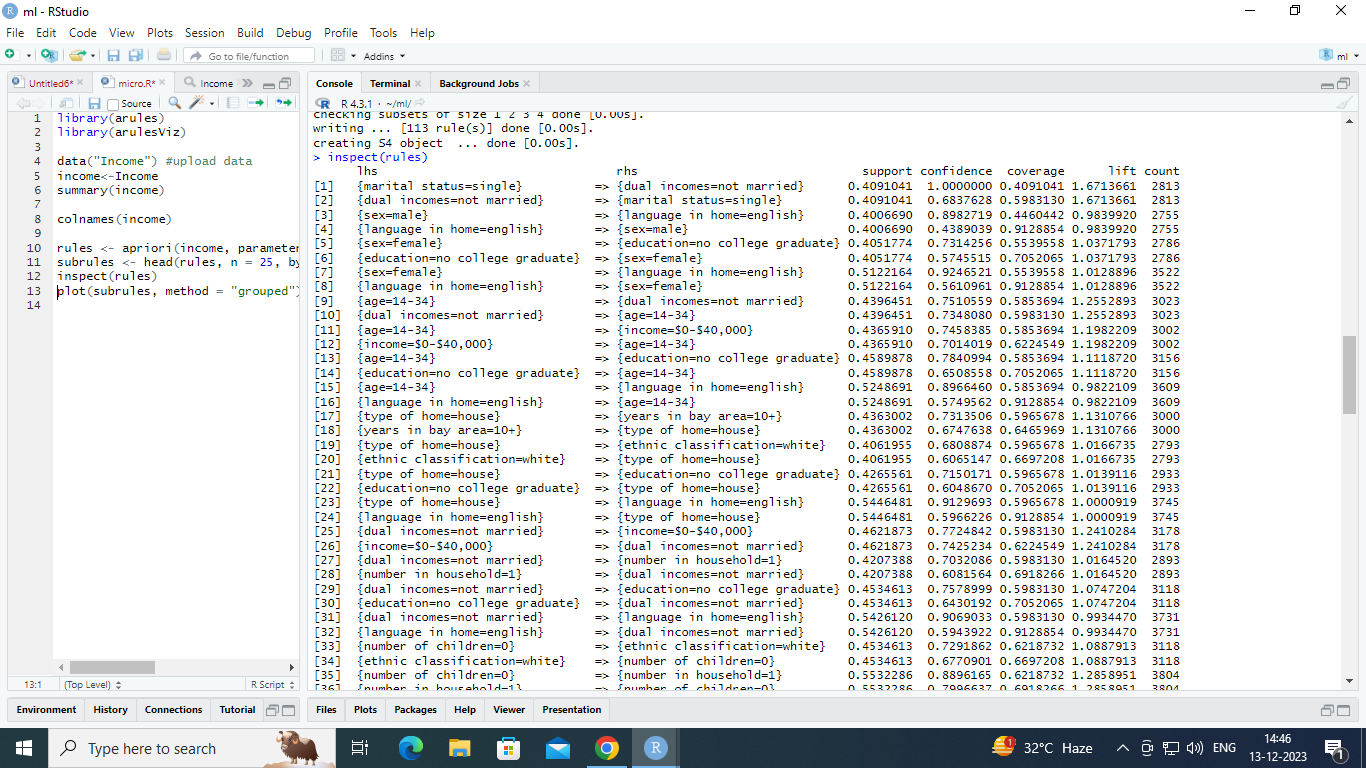 ml - RStudio
File Edit Code View Plots Session Build Debug Profile Tools Help
Go to file/function Addins ml
Untitled6* micro.R* Income
Source
1 library(arules)
2 library(arulesViz)
3
4 data("Income") #upload data
5 income<-Income
6 summary(income)
7
8 colnames(income)
9
10 rules <- apriori(income, parameter
11 subrules <- head(rules, n = 25, by
12 inspect(rules)
13 plot(subrules, method = "grouped")
14
13:1 (Top Level) R Script
Environment History Connections Tutorial
Console Terminal Background Jobs
R 4.3.1 · ~/ml/
checking subsets of size 1 2 3 4 done [0.00s].
writing ... [113 rule(s)] done [0.00s].
creating S4 object ... done [0.00s].
> inspect(rules)
lhs rhs support confidence coverage lift count
[1] {marital status=single} => {dual incomes=not married} 0.4091041 1.0000000 0.4091041 1.6713661 2813
[2] {dual incomes=not married} => {marital status=single} 0.4091041 0.6837628 0.5983130 1.6713661 2813
[3] {sex=male} => {language in home=english} 0.4006690 0.8982719 0.4460442 0.9839920 2755
[4] {language in home=english} => {sex=male} 0.4006690 0.4389039 0.9128854 0.9839920 2755
[5] {sex=female} => {education=no college graduate} 0.4051774 0.7314256 0.5539558 1.0371793 2786
[6] {education=no college graduate} => {sex=female} 0.4051774 0.5745515 0.7052065 1.0371793 2786
[7] {sex=female} => {language in home=english} 0.5122164 0.9246521 0.5539558 1.0128896 3522
[8] {language in home=english} => {sex=female} 0.5122164 0.5610961 0.9128854 1.0128896 3522
[9] {age=14-34} => {dual incomes=not married} 0.4396451 0.7510559 0.5853694 1.2552893 3023
[10] {dual incomes=not married} => {age=14-34} 0.4396451 0.7348080 0.5983130 1.2552893 3023
[11] {age=14-34} => {income=$0-$40,000} 0.4365910 0.7458385 0.5853694 1.1982209 3002
[12] {income=$0-$40,000} => {age=14-34} 0.4365910 0.7014019 0.6224549 1.1982209 3002
[13] {age=14-34} => {education=no college graduate} 0.4589878 0.7840994 0.5853694 1.1118720 3156
[14] {education=no college graduate} => {age=14-34} 0.4589878 0.6508558 0.7052065 1.1118720 3156
[15] {age=14-34} => {language in home=english} 0.5248691 0.8966460 0.5853694 0.9822109 3609
[16] {language in home=english} => {age=14-34} 0.5248691 0.5749562 0.9128854 0.9822109 3609
[17] {type of home=house} => {years in bay area=10+} 0.4363002 0.7313506 0.5965678 1.1310766 3000
[18] {years in bay area=10+} => {type of home=house} 0.4363002 0.6747638 0.6465969 1.1310766 3000
[19] {type of home=house} => {ethnic classification=white} 0.4061955 0.6808874 0.5965678 1.0166735 2793
[20] {ethnic classification=white} => {type of home=house} 0.4061955 0.6065147 0.6697208 1.0166735 2793
[21] {type of home=house} => {education=no college graduate} 0.4265561 0.7150171 0.5965678 1.0139116 2933
[22] {education=no college graduate} => {type of home=house} 0.4265561 0.6048670 0.7052065 1.0139116 2933
[23] {type of home=house} => {language in home=english} 0.5446481 0.9129693 0.5965678 1.0000919 3745
[24] {language in home=english} => {type of home=house} 0.5446481 0.5966226 0.9128854 1.0000919 3745
[25] {dual incomes=not married} => {income=$0-$40,000} 0.4621873 0.7724842 0.5983130 1.2410284 3178
[26] {income=$0-$40,000} => {dual incomes=not married} 0.4621873 0.7425234 0.6224549 1.2410284 3178
[27] {dual incomes=not married} => {number in household=1} 0.4207388 0.7032086 0.5983130 1.0164520 2893
[28] {number in household=1} => {dual incomes=not married} 0.4207388 0.6081564 0.6918266 1.0164520 2893
[29] {dual incomes=not married} => {education=no college graduate} 0.4534613 0.7578999 0.5983130 1.0747204 3118
[30] {education=no college graduate} => {dual incomes=not married} 0.4534613 0.6430192 0.7052065 1.0747204 3118
[31] {dual incomes=not married} => {language in home=english} 0.5426120 0.9069033 0.5983130 0.9934470 3731
[32] {language in home=english} => {dual incomes=not married} 0.5426120 0.5943922 0.9128854 0.9934470 3731
[33] {number of children=0} => {ethnic classification=white} 0.4534613 0.7291862 0.6218732 1.0887913 3118
[34] {ethnic classification=white} => {number of children=0} 0.4534613 0.6770901 0.6697208 1.0887913 3118
[35] {number of children=0} => {number in household=1} 0.5532286 0.8896165 0.6218732 1.2858951 3804
[36] {number in household=1} => {number of children=0} 0.5532286 0.7996637 0.6918266 1.2858951 3804
Files Plots Packages Help Viewer Presentation
Type here to search
32°C Haze ENG 14:46
13-12-2023